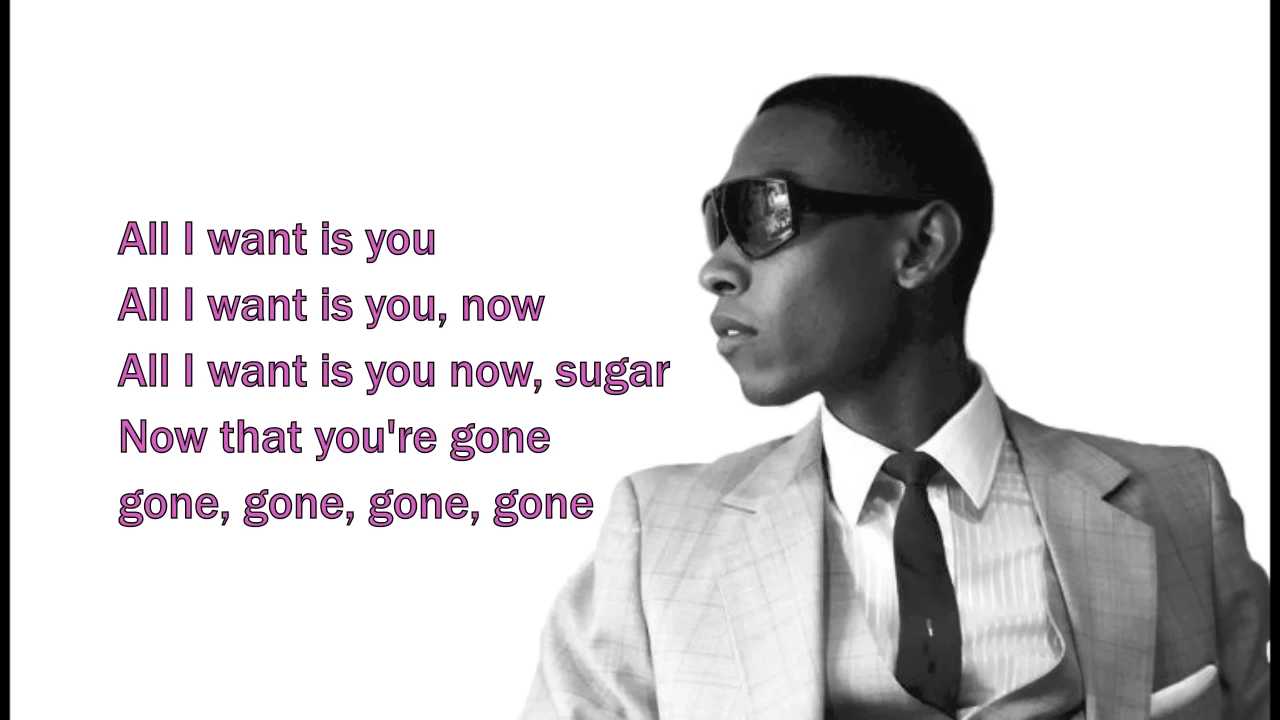 All I want is you
All I want is you, now
All I want is you now, sugar
Now that you're gone
gone, gone, gone, gone